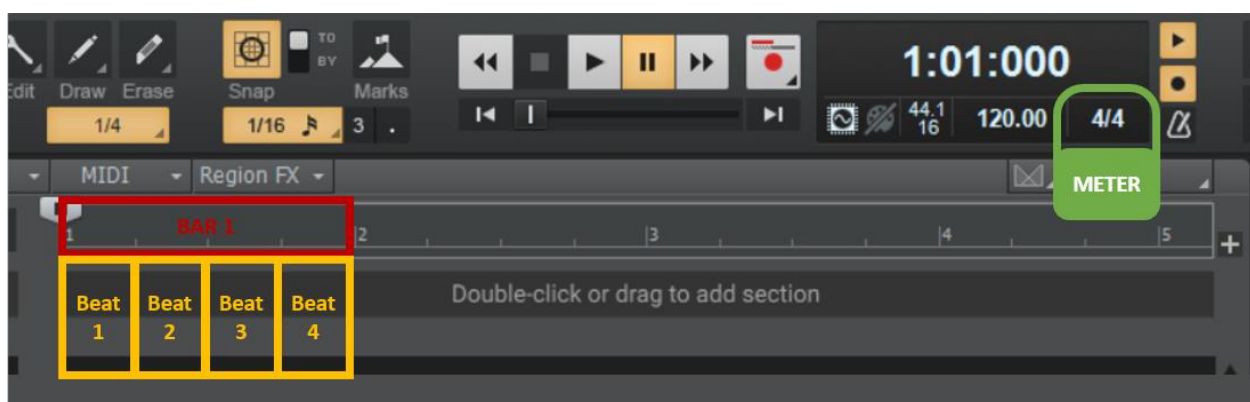 TO
BY
1:01:000
Edit Draw Erase Snap Marks
44.1
16
120.00 4/4
1/4 1/16 3 .
MIDI Region FX
METER
BAR 1
1 2 3 4 5
Double-click or drag to add section
Beat Beat Beat Beat
1 2 3 4